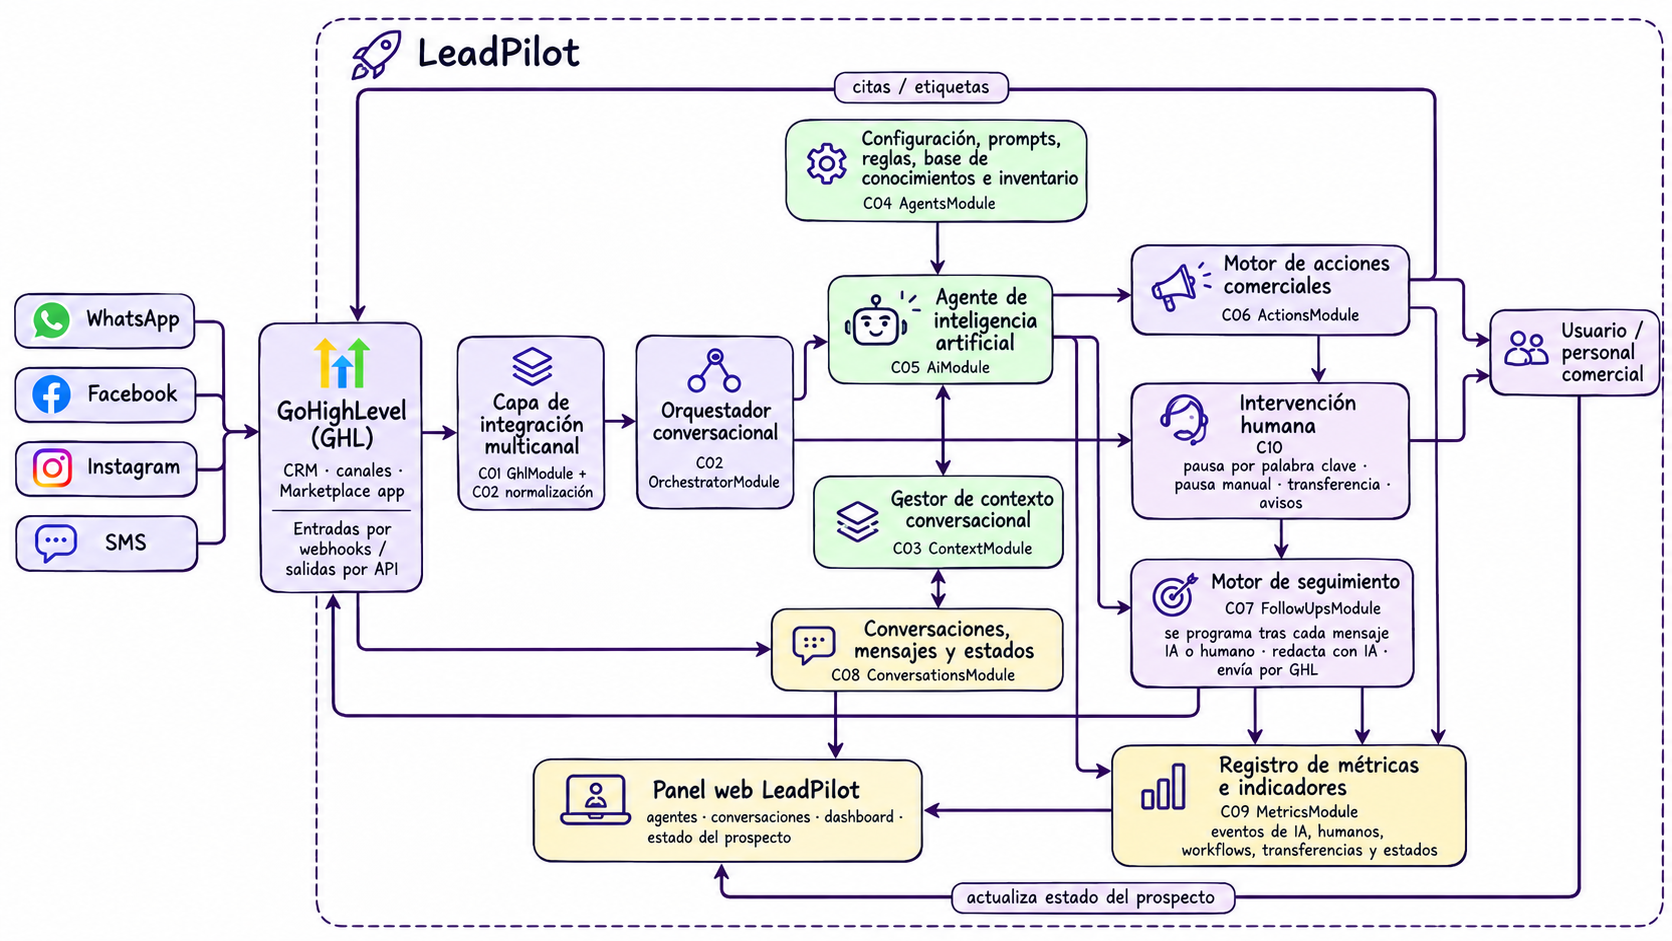 LeadPilot
citas / etiquetas
Configuración, prompts,
reglas, base de
conocimientos e inventario
C04 AgentsModule
WhatsApp
Facebook
Instagram
SMS
GoHighLevel
(GHL)
CRM · canales ·
Marketplace app
Entradas por
webhooks /
salidas por API
Capa de
integración
multicanal
C01 GhlModule +
C02 normalización
Orquestador
conversacional
C02
OrchestratorModule
Agente de
inteligencia
artificial
C05 AiModule
Gestor de contexto
conversacional
C03 ContextModule
Conversaciones,
mensajes y estados
C08 ConversationsModule
Motor de acciones
comerciales
C06 ActionsModule
Intervención
humana
C10
pausa por palabra clave ·
pausa manual · transferencia ·
avisos
Motor de seguimiento
C07 FollowUpsModule
se programa tras cada mensaje
IA o humano · redacta con IA ·
envía por GHL
Usuario /
personal
comercial
Panel web LeadPilot
agentes · conversaciones · dashboard ·
estado del prospecto
Registro de métricas
e indicadores
C09 MetricsModule
eventos de IA, humanos,
workflows, transferencias y estados
actualiza estado del prospecto